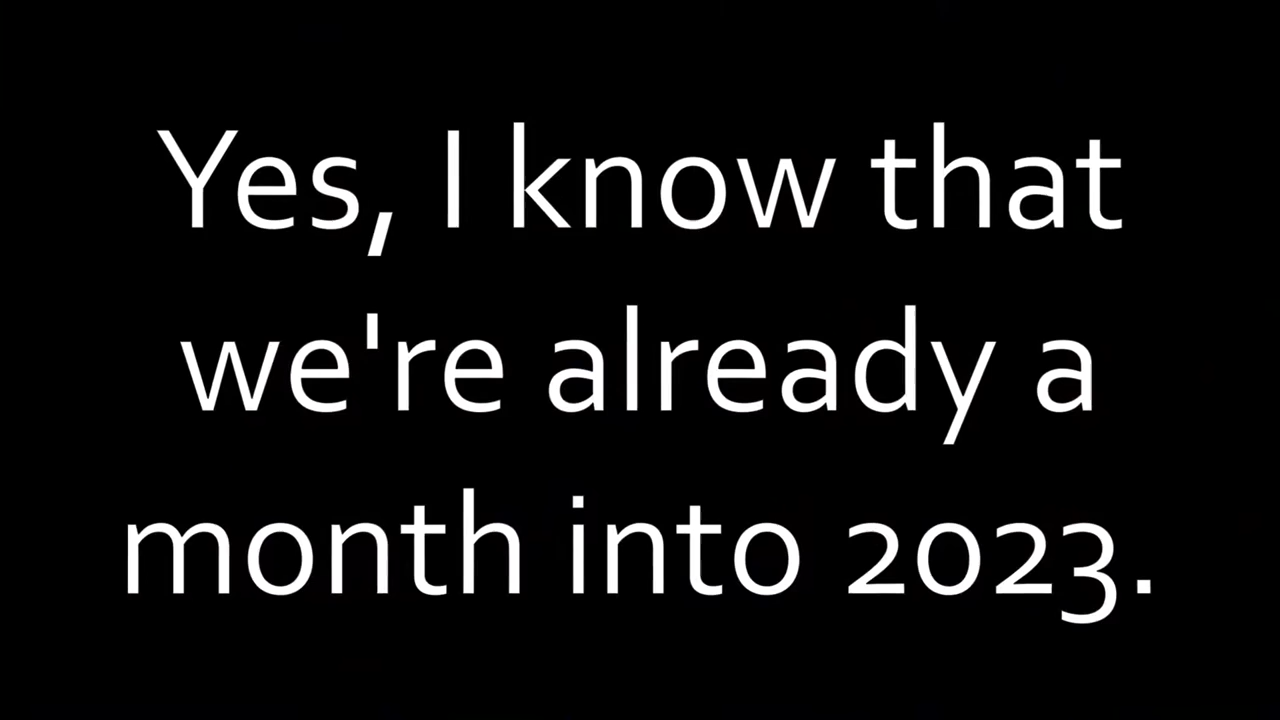 Yes, I know that
we're already a
month into 2023.